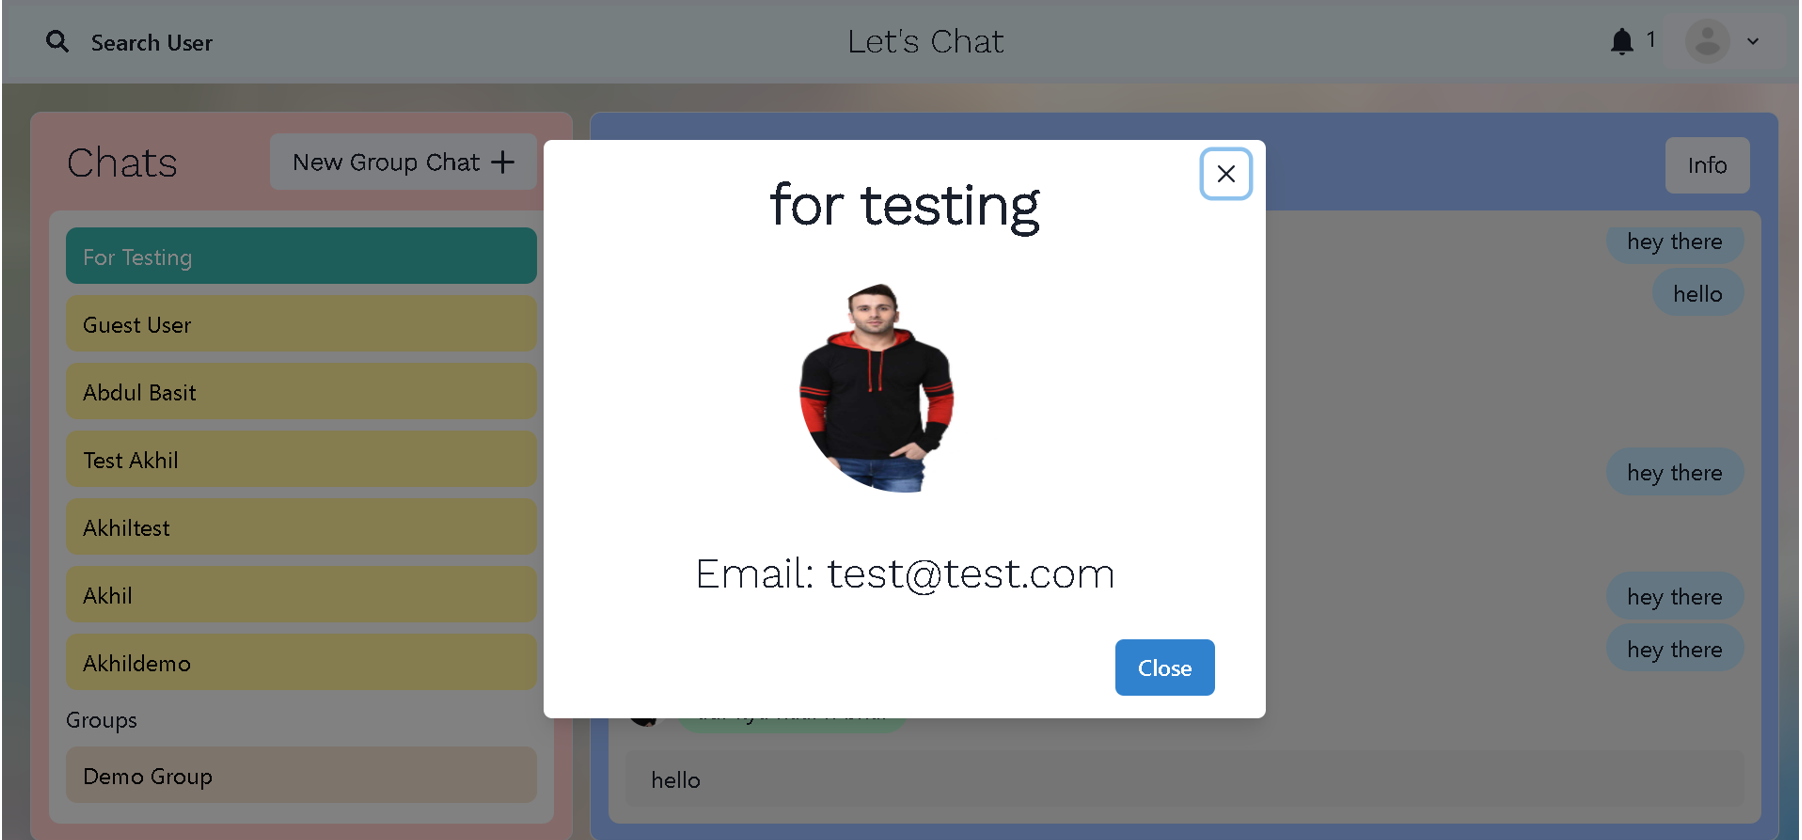 Search User
Let's Chat
1
Chats
New Group Chat
Info
For Testing
Guest User
Abdul Basit
Test Akhil
Akhiltest
Akhil
Akhildemo
Groups
Demo Group
for testing
Email: test@test.com
Close
hey there
hello
hey there
hey there
hey there
hello